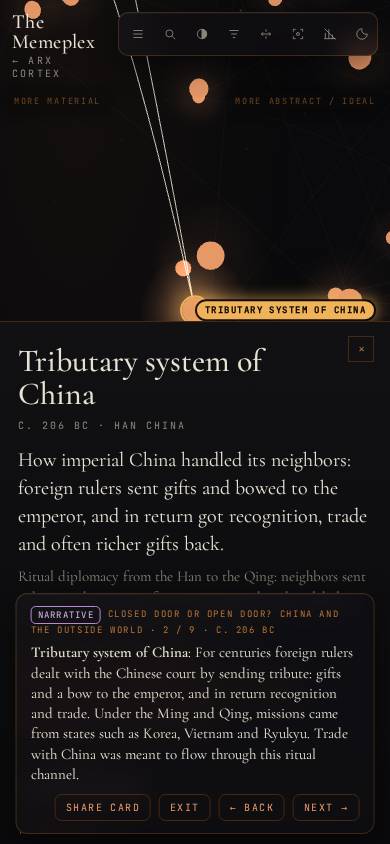 The
Memeplex
← ARX
CORTEX
MORE MATERIAL
MORE ABSTRACT / IDEAL
TRIBUTARY SYSTEM OF CHINA
Tributary system of
China
×
C. 206 BC · HAN CHINA
How imperial China handled its neighbors:
foreign rulers sent gifts and bowed to the
emperor, and in return got recognition, trade
and often richer gifts back.
Ritual diplomacy from the Han to the Qing: neighbors sent
NARRATIVE CLOSED DOOR OR OPEN DOOR? CHINA AND
THE OUTSIDE WORLD · 2 / 9 · C. 206 BC
Tributary system of China: For centuries foreign rulers
dealt with the Chinese court by sending tribute: gifts
and a bow to the emperor, and in return recognition
and trade. Under the Ming and Qing, missions came
from states such as Korea, Vietnam and Ryukyu. Trade
with China was meant to flow through this ritual
channel.
SHARE CARD EXIT ← BACK NEXT →